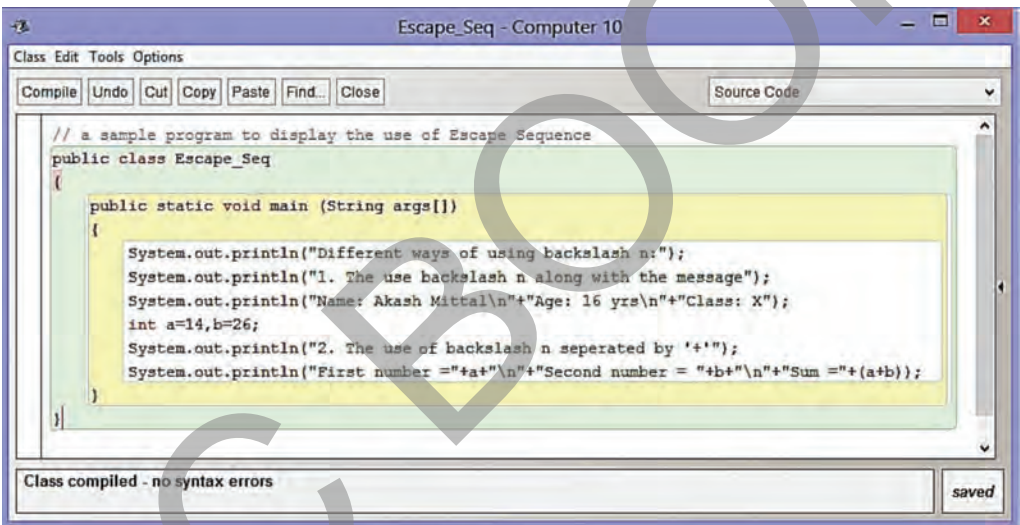 Escape_Seq - Computer 10
Class Edit Tools Options
Compile Undo Cut Copy Paste Find... Close Source Code
// a sample program to display the use of Escape Sequence
public class Escape_Seq
{
public static void main (String args[])
{
System.out.println("Different ways of using backslash n:");
System.out.println("1. The use backslash n along with the message");
System.out.println("Name: Akash Mittal\n"+"Age: 16 yrs\n"+"Class: X");
int a=14,b=26;
System.out.println("2. The use of backslash n seperated by '+'");
System.out.println("First number ="+a+"\n"+"Second number = "+b+"\n"+"Sum ="+(a+b));
}
}
Class compiled - no syntax errors
saved